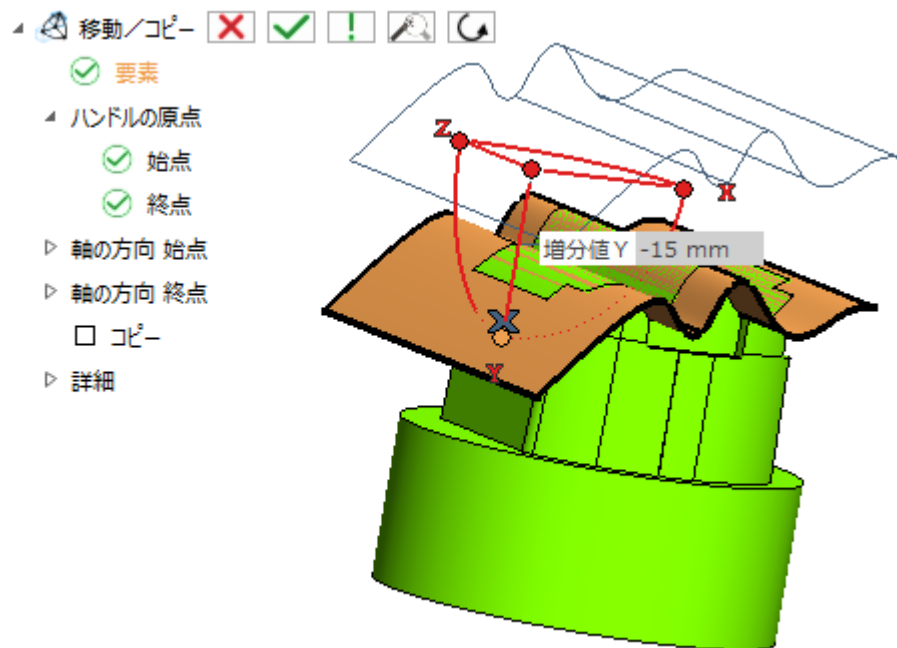 移動／コピー
要素
ハンドルの原点
始点
終点
軸の方向 始点
軸の方向 終点
コピー
詳細
Z
X
増分値 Y -15 mm
Y